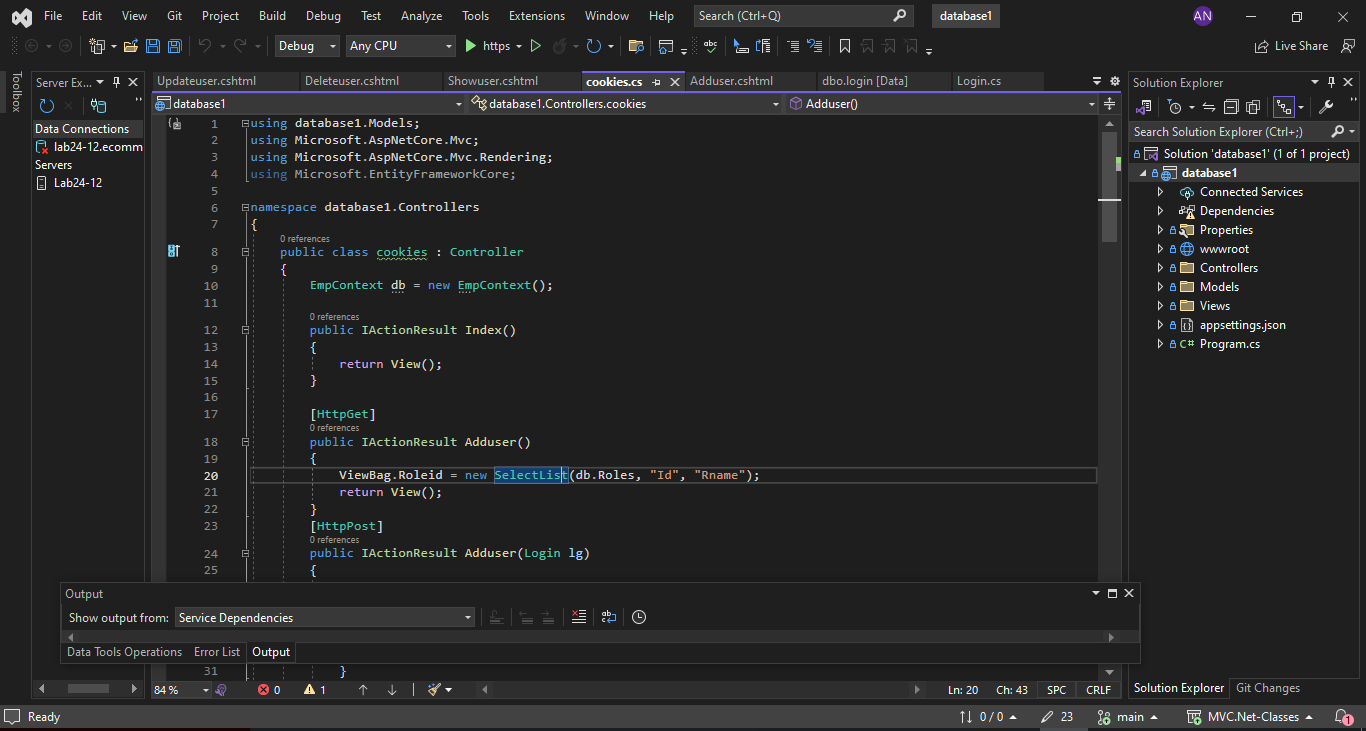 File Edit View Git Project Build Debug Test Analyze Tools Extensions Window Help Search (Ctrl+Q) database1 AN
Debug Any CPU https Live Share
Toolbox
Server Ex...
Data Connections
lab24-12.ecomm
Servers
Lab24-12
Updateuser.cshtml Deleteuser.cshtml Showuser.cshtml cookies.cs Adduser.cshtml dbo.login [Data] Login.cs
database1 database1.Controllers.cookies Adduser()
1 using database1.Models;
2 using Microsoft.AspNetCore.Mvc;
3 using Microsoft.AspNetCore.Mvc.Rendering;
4 using Microsoft.EntityFrameworkCore;
5
6 namespace database1.Controllers
7 {
0 references
8 public class cookies : Controller
9 {
10 EmpContext db = new EmpContext();
11
0 references
12 public IActionResult Index()
13 {
14 return View();
15 }
16
17 [HttpGet]
0 references
18 public IActionResult Adduser()
19 {
20 ViewBag.Roleid = new SelectList(db.Roles, "Id", "Rname");
21 return View();
22 }
23 [HttpPost]
0 references
24 public IActionResult Adduser(Login lg)
25 {
31 }
Output
Show output from: Service Dependencies
Data Tools Operations Error List Output
84 % 0 1 Ln: 20 Ch: 43 SPC CRLF
Solution Explorer
Search Solution Explorer (Ctrl+;)
Solution 'database1' (1 of 1 project)
database1
Connected Services
Dependencies
Properties
wwwroot
Controllers
Models
Views
appsettings.json
C# Program.cs
Solution Explorer Git Changes
Ready 0 / 0 23 main MVC.Net-Classes 1